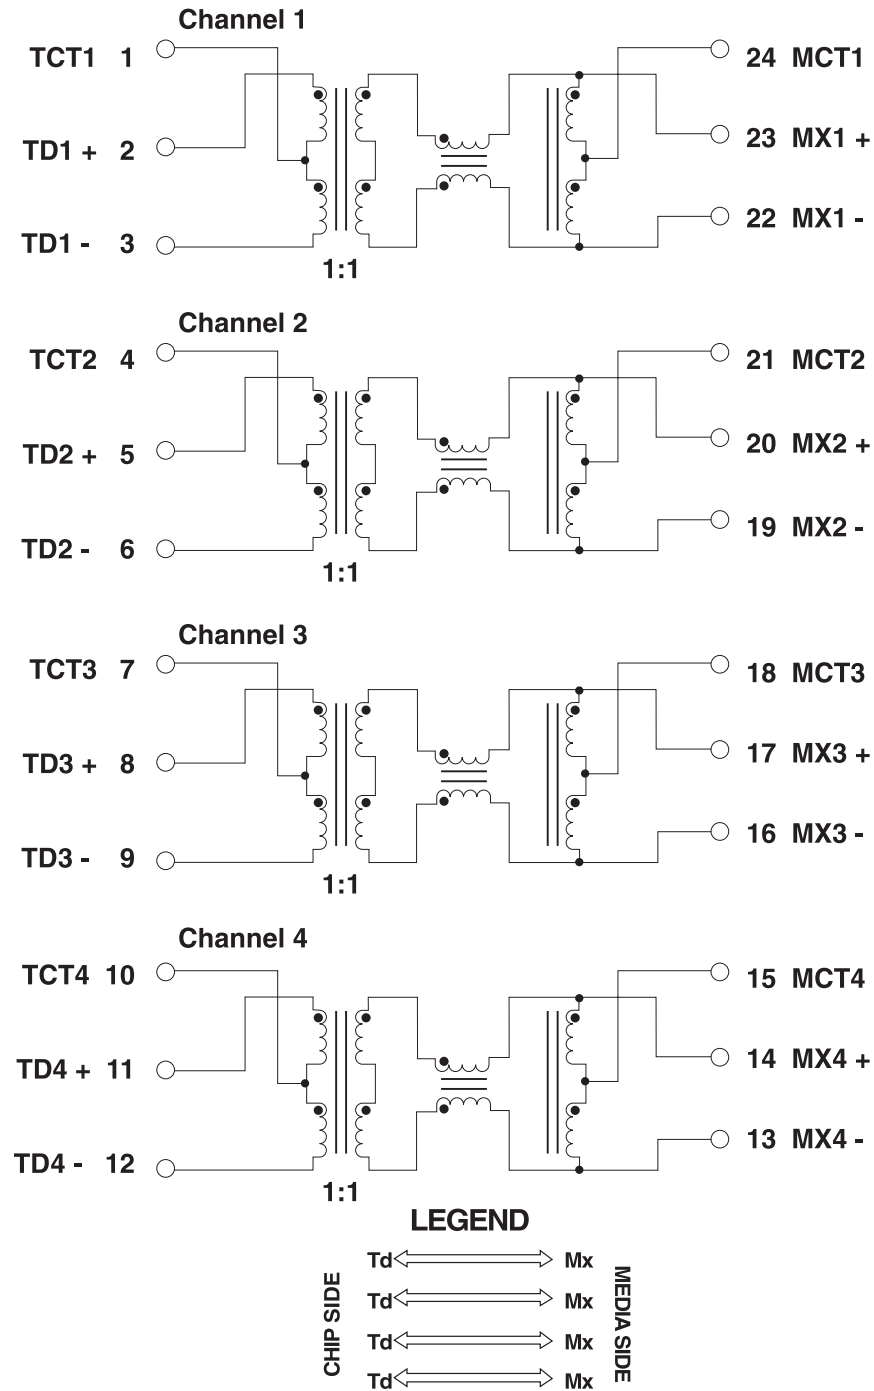 Channel 1
TCT1 1
24 MCT1
TD1 + 2
23 MX1 +
TD1 - 3
22 MX1 -
1:1
Channel 2
TCT2 4
21 MCT2
TD2 + 5
20 MX2 +
TD2 - 6
19 MX2 -
1:1
Channel 3
TCT3 7
18 MCT3
TD3 + 8
17 MX3 +
TD3 - 9
16 MX3 -
1:1
Channel 4
TCT4 10
15 MCT4
TD4 + 11
14 MX4 +
TD4 - 12
13 MX4 -
1:1
LEGEND
CHIP SIDE
Td Mx
Td Mx
Td Mx
Td Mx
MEDIA SIDE